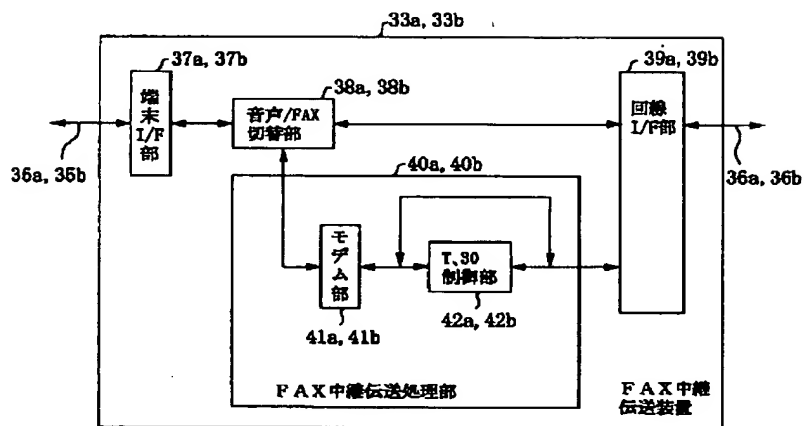 33a, 33b
37a, 37b
端末
I/F
部
38a, 38b
音声/FAX
切替部
39a, 39b
回線
I/F部
35a, 35b
36a, 36b
40a, 40b
モデム部
T、30
制御部
41a, 41b
42a, 42b
FAX中継伝送処理部
FAX中継
伝送装置